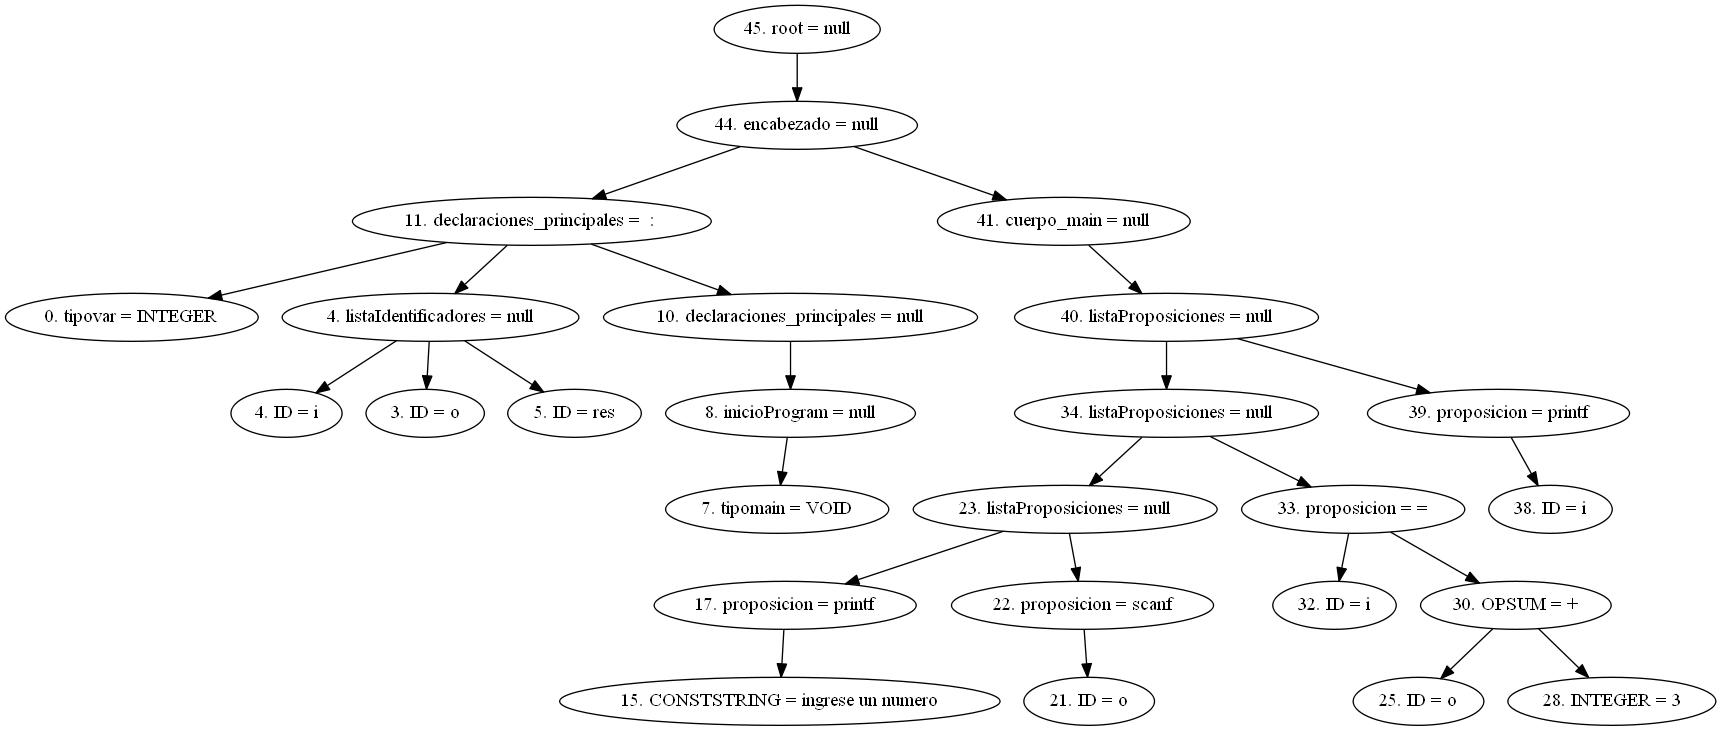 45. root = null
44. encabezado = null
11. declaraciones_principales =  :
41. cuerpo_main = null
0. tipovar = INTEGER
4. listaIdentificadores = null
10. declaraciones_principales = null
40. listaProposiciones = null
4. ID = i
3. ID = o
5. ID = res
8. inicioProgram = null
34. listaProposiciones = null
39. proposicion = printf
7. tipomain = VOID
23. listaProposiciones = null
33. proposicion = =
38. ID = i
17. proposicion = printf
22. proposicion = scanf
32. ID = i
30. OPSUM = +
15. CONSTSTRING = ingrese un numero
21. ID = o
25. ID = o
28. INTEGER = 3